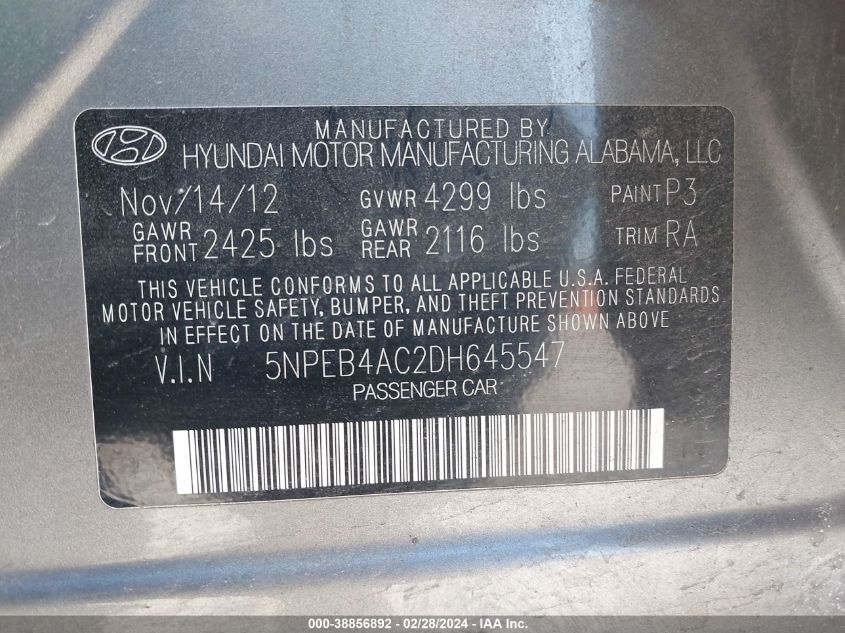 MANUFACTURED BY
HYUNDAI MOTOR MANUFACTURING ALABAMA, LLC
Nov/14/12 GVWR 4299 lbs PAINT P3
GAWR FRONT 2425 lbs GAWR REAR 2116 lbs TRIM RA
THIS VEHICLE CONFORMS TO ALL APPLICABLE U.S.A. FEDERAL
MOTOR VEHICLE SAFETY, BUMPER, AND THEFT PREVENTION STANDARDS
IN EFFECT ON THE DATE OF MANUFACTURE SHOWN ABOVE
V.I.N 5NPEB4AC2DH645547
PASSENGER CAR
000-38856892 - 02/28/2024 - IAA Inc.